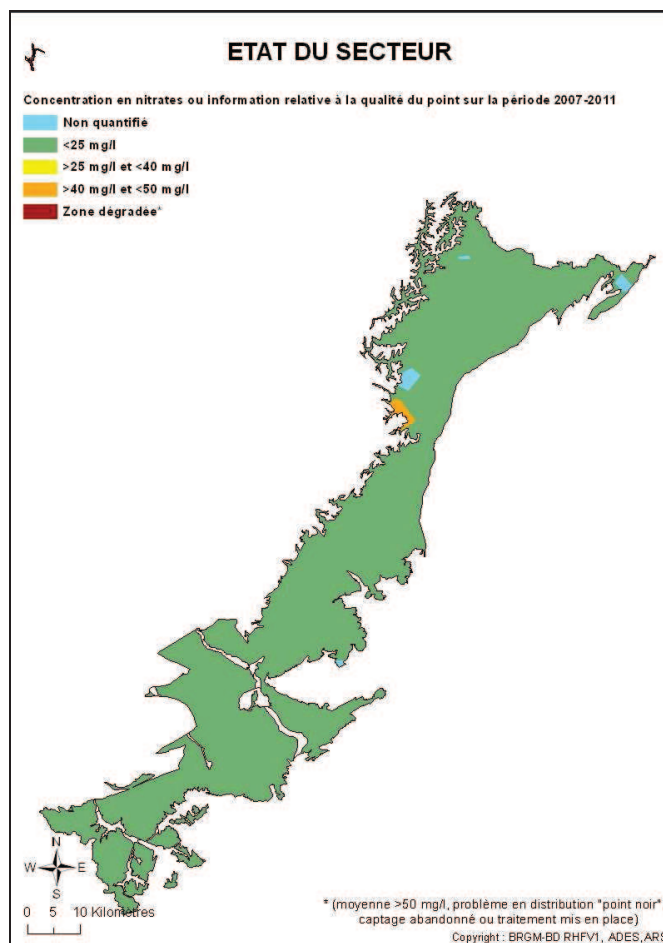 ETAT DU SECTEUR
Concentration en nitrates ou information relative à la qualité du point sur la période 2007-2011
Non quantifié
<25 mg/l
>25 mg/l et <40 mg/l
>40 mg/l et <50 mg/l
Zone dégradée*
N
W E
S
0 5 10 Kilomètres
* (moyenne >50 mg/l, problème en distribution "point noir"
captage abandonné ou traitement mis en place)
Copyright : BRGM-BD RHFV1, ADES,ARS